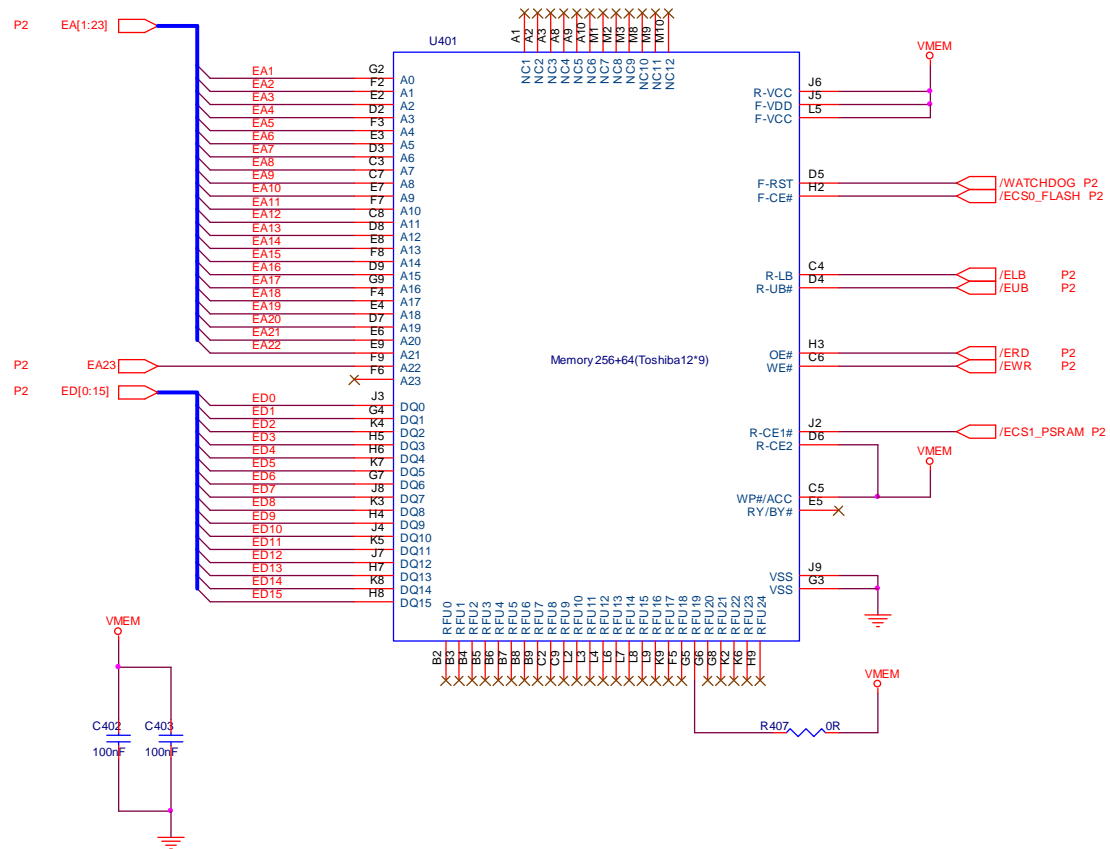 P2 EA[1:23]
U401
A1 A2 A3 A8 A9 A10 M1 M2 M3 M8 M9 M10
NC1 NC2 NC3 NC4 NC5 NC6 NC7 NC8 NC9 NC10 NC11 NC12
VMEM
EA1 G2 A0
EA2 F2 A1
EA3 E2 A2
EA4 D2 A3
EA5 F3 A4
EA6 E3 A5
EA7 D3 A6
EA8 C3 A7
EA9 C7 A8
EA10 E7 A9
EA11 F7 A10
EA12 C8 A11
EA13 D8 A12
EA14 E8 A13
EA15 F8 A14
EA16 D9 A15
EA17 G9 A16
EA18 F4 A17
EA19 E4 A18
EA20 D7 A19
EA21 E6 A20
EA22 E9 A21
P2 EA23 F9 A22
F6 A23
P2 ED[0:15]
ED0 J3 DQ0
ED1 G4 DQ1
ED2 K4 DQ2
ED3 H5 DQ3
ED4 H6 DQ4
ED5 K7 DQ5
ED6 G7 DQ6
ED7 J8 DQ7
ED8 K3 DQ8
ED9 H4 DQ9
ED10 J4 DQ10
ED11 K5 DQ11
ED12 J7 DQ12
ED13 H7 DQ13
ED14 K8 DQ14
ED15 H8 DQ15
Memory 256+64(Toshiba12*9)
R-VCC J6
F-VDD J5
F-VCC L5
F-RST D5 /WATCHDOG P2
F-CE# H2 /ECS0_FLASH P2
R-LB C4 /ELB P2
R-UB# D4 /EUB P2
OE# H3 /ERD P2
WE# C6 /EWR P2
R-CE1# J2 /ECS1_PSRAM P2
R-CE2 D6
VMEM
WP#/ACC C5
RY/BY# E5
VSS J9
VSS G3
RFU0 RFU1 RFU2 RFU3 RFU4 RFU5 RFU6 CFU7 RFU8 RFU9 RFU10 RFU11 RFU12 RFU13 RFU14 RFU15 RFU16 RFU17 RFU18 RFU19 RFU20 RFU21 RFU22 RFU23 RFU24
B2 B3 B4 B5 B6 B7 B8 B9 C2 C9 L2 L3 L4 L6 L7 L8 L9 K9 F5 G5 G6 G8 K2 K6 H9
VMEM
C402 C403
100nF 100nF
VMEM
R407 0R